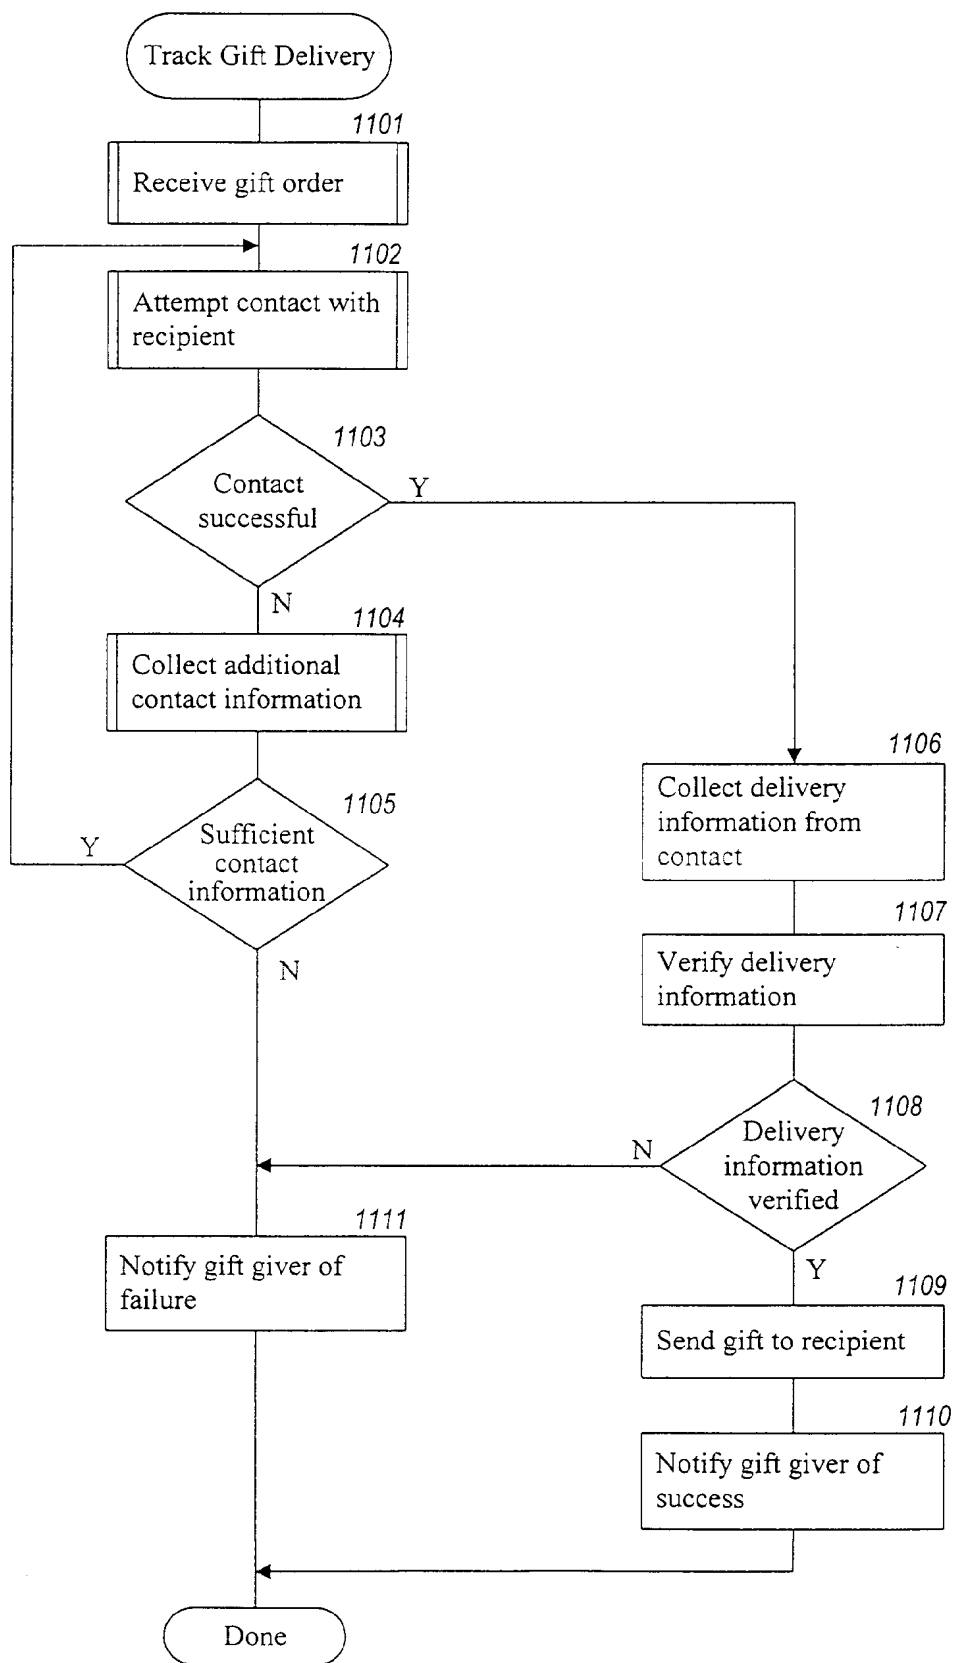 Track Gift Delivery
1101
Receive gift order
1102
Attempt contact with
recipient
1103
Contact
successful
Y
N
1104
Collect additional
contact information
1105
Sufficient
contact
information
Y
N
1106
Collect delivery
information from
contact
1107
Verify delivery
information
1108
Delivery
information
verified
N
Y
1111
Notify gift giver of
failure
1109
Send gift to recipient
1110
Notify gift giver of
success
Done